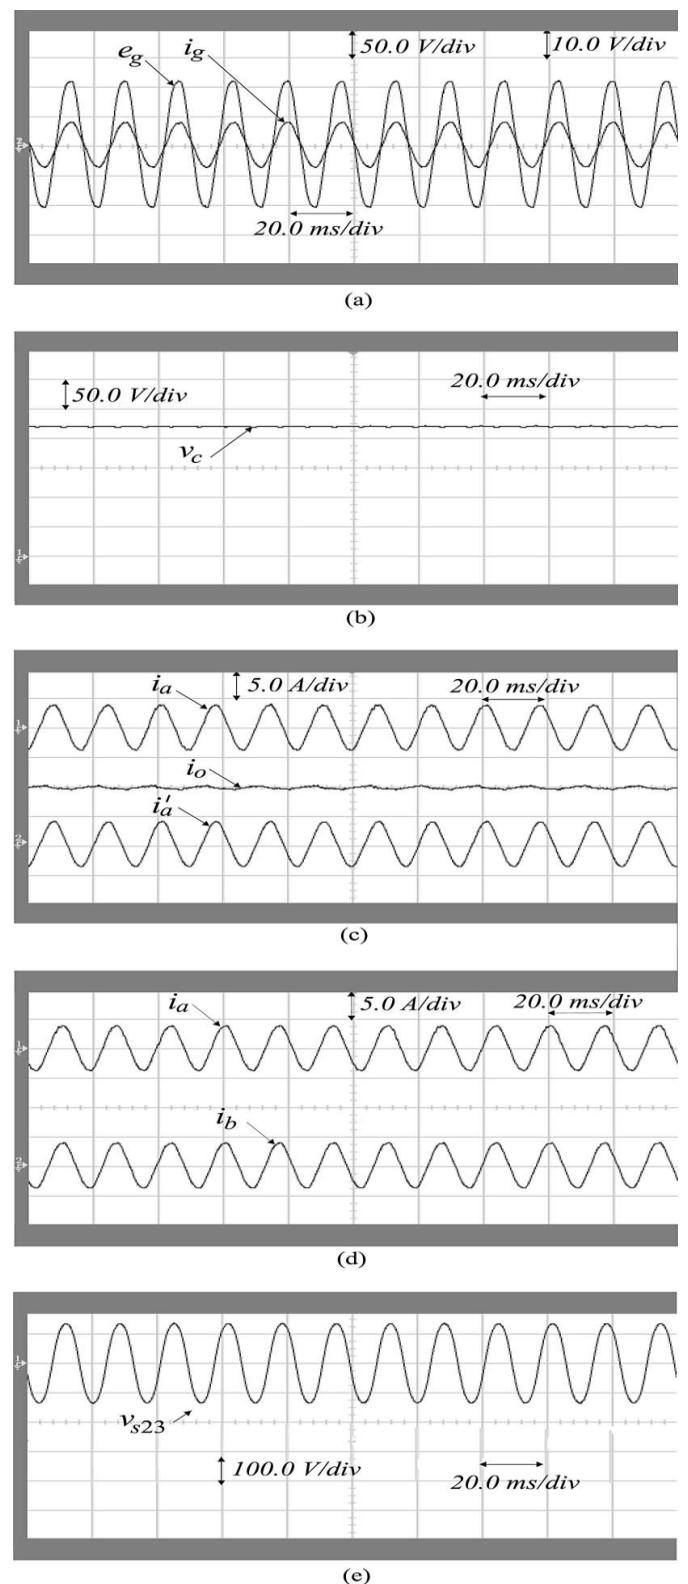 50.0 V/div 10.0 V/div
e_g i_g
20.0 ms/div
(a)
50.0 V/div 20.0 ms/div
v_c
(b)
i_a 5.0 A/div 20.0 ms/div
i_o
i'_a
(c)
i_a 5.0 A/div 20.0 ms/div
i_b
(d)
v_s23
100.0 V/div 20.0 ms/div
(e)